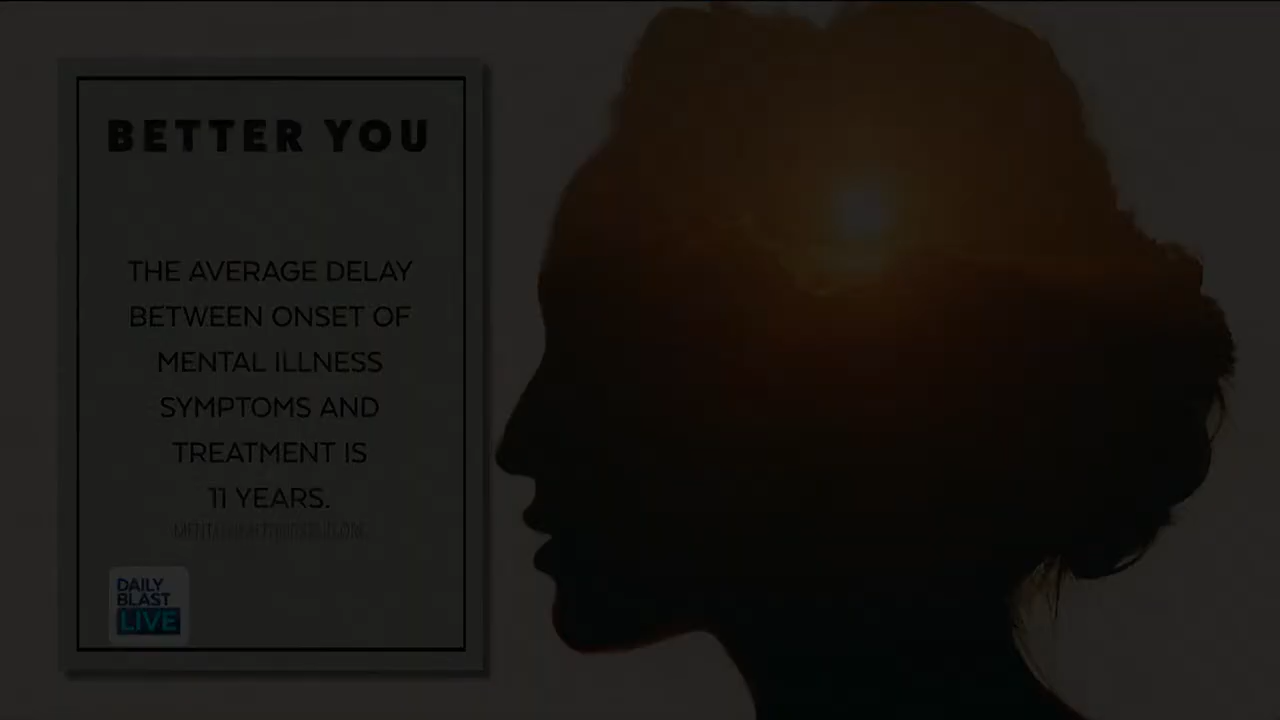 BETTER YOU
THE AVERAGE DELAY
BETWEEN ONSET OF
MENTAL ILLNESS
SYMPTOMS AND
TREATMENT IS
11 YEARS.
DAILY
BLAST
LIVE